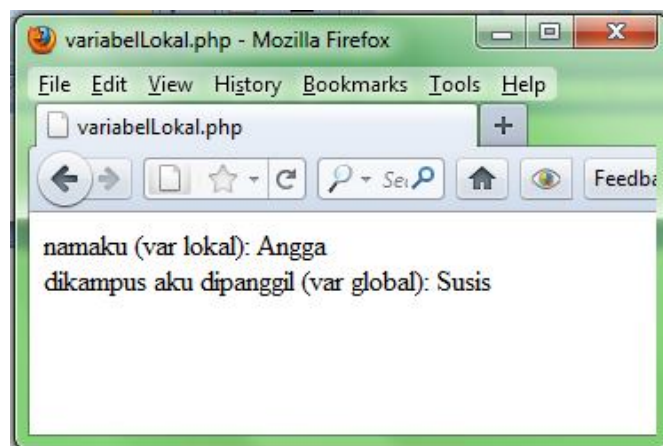 variabelLokal.php - Mozilla Firefox
File Edit View History Bookmarks Tools Help
variabelLokal.php
Feedba
namaku (var lokal): Angga
dikampus aku dipanggil (var global): Susis